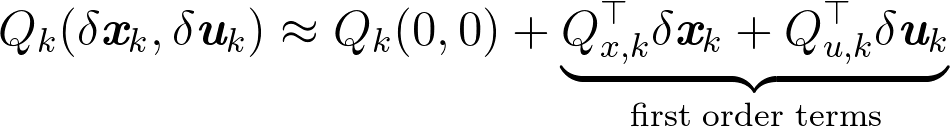 Q_k(δ𝒙_k, δ𝒖_k) ≈ Q_k(0, 0) + Q_{x,k}^⊤ δ𝒙_k + Q_{u,k}^⊤ δ𝒖_k
first order terms